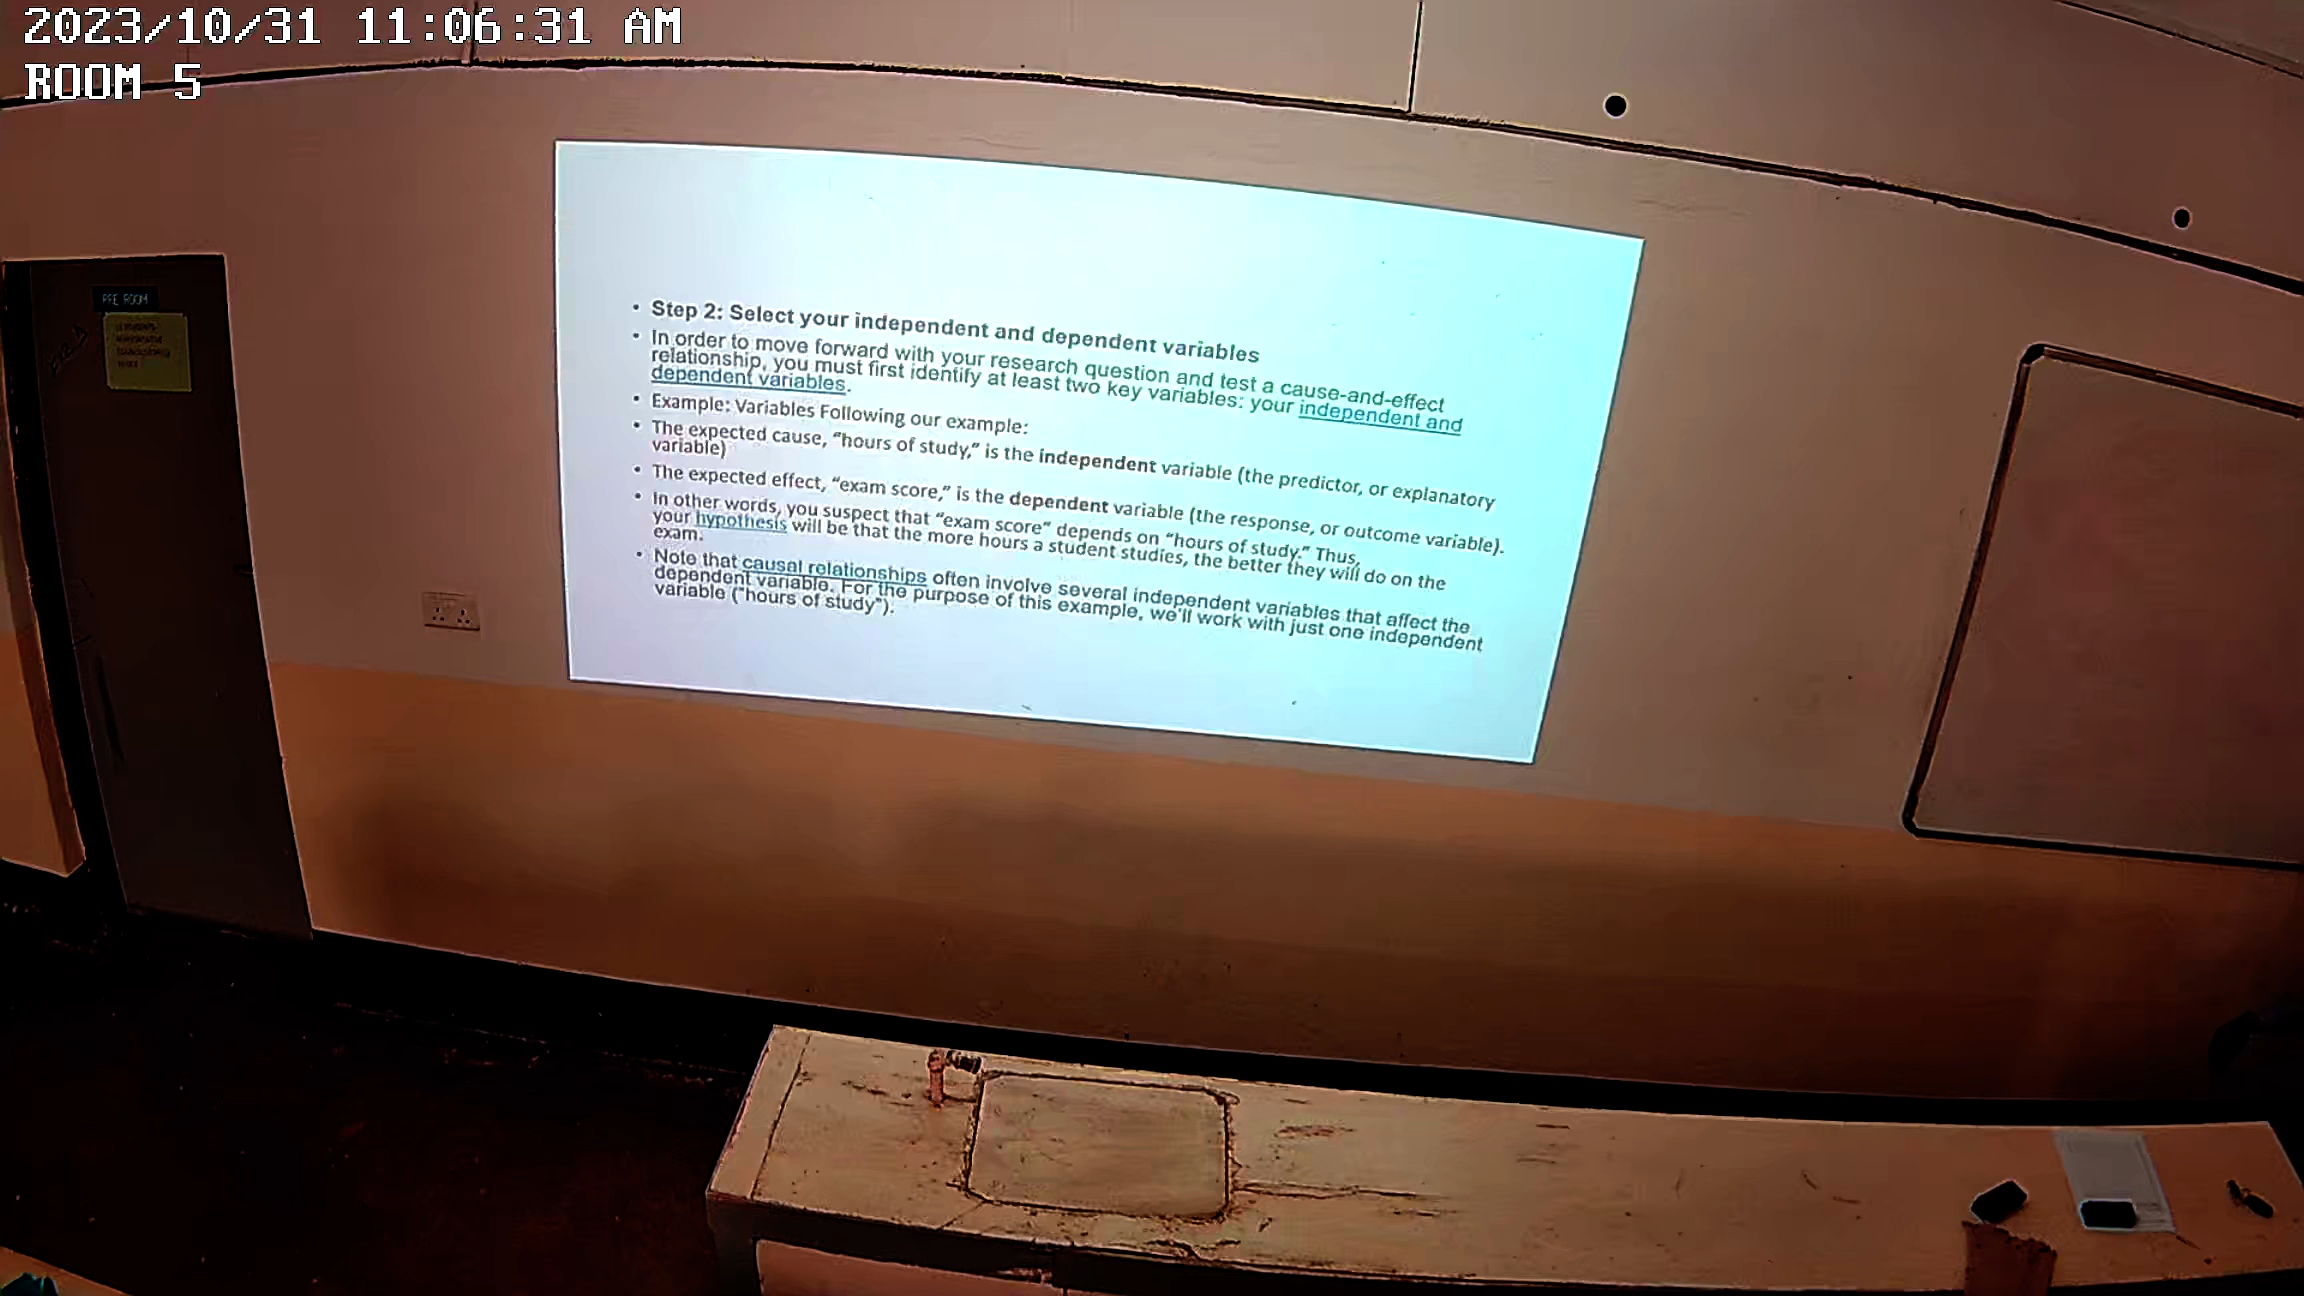 2023/10/31 11:06:31 AM
ROOM 5
PRE ROOM
• Step 2: Select your independent and dependent variables
• In order to move forward with your research question and test a cause-and-effect
relationship, you must first identify at least two key variables: your independent and
dependent variables.
• Example: Variables Following our example:
• The expected cause, “hours of study,” is the independent variable (the predictor, or explanatory
variable)
• The expected effect, “exam score,” is the dependent variable (the response, or outcome variable).
• In other words, you suspect that “exam score” depends on “hours of study.” Thus,
your hypothesis will be that the more hours a student studies, the better they will do on the
exam.
• Note that causal relationships often involve several independent variables that affect the
dependent variable. For the purpose of this example, we'll work with just one independent
variable ("hours of study").